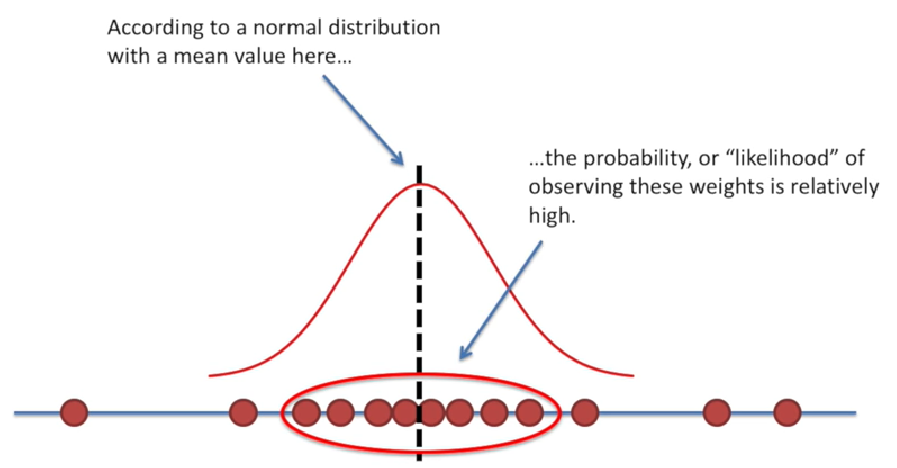 According to a normal distribution
with a mean value here…
…the probability, or “likelihood” of
observing these weights is relatively
high.